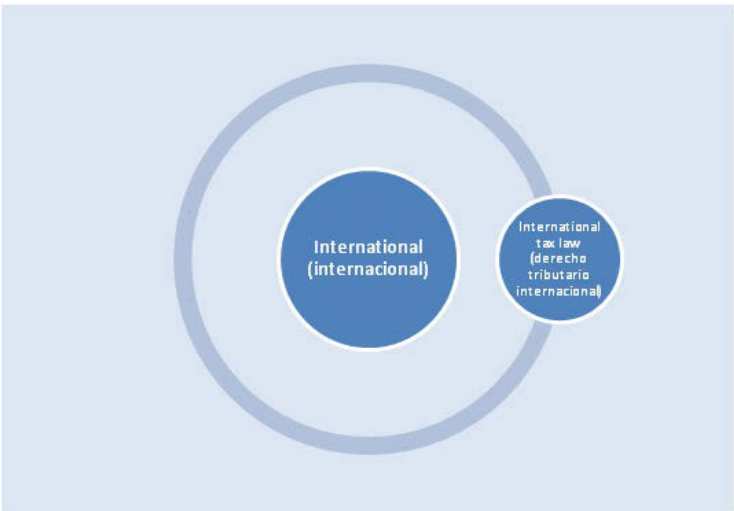 International
(internacional)
International
tax law
(derecho
tributario
internacional)